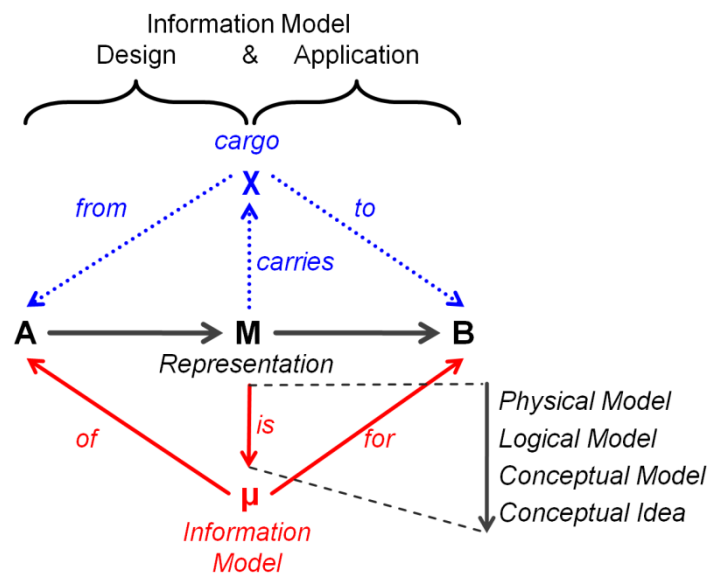 Information Model
Design & Application
cargo
X
from to
carries
A M B
Representation
Physical Model
of is for
Logical Model
Conceptual Model
µ
Conceptual Idea
Information
Model